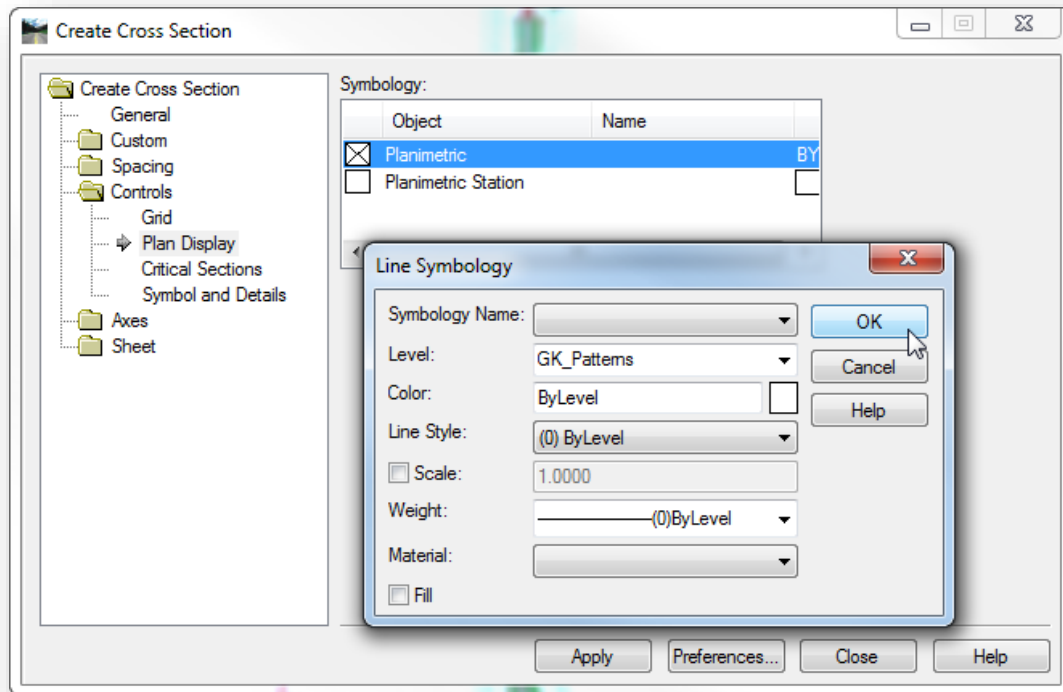 Create Cross Section
Create Cross Section
General
Custom
Spacing
Controls
Grid
Plan Display
Critical Sections
Symbol and Details
Axes
Sheet
Symbology:
Object Name
Planimetric BY
Planimetric Station
Line Symbology
Symbology Name:
OK
Level: GK_Patterns
Cancel
Color: ByLevel
Help
Line Style: (0) ByLevel
Scale: 1.0000
Weight: (0)ByLevel
Material:
Fill
Apply Preferences... Close Help